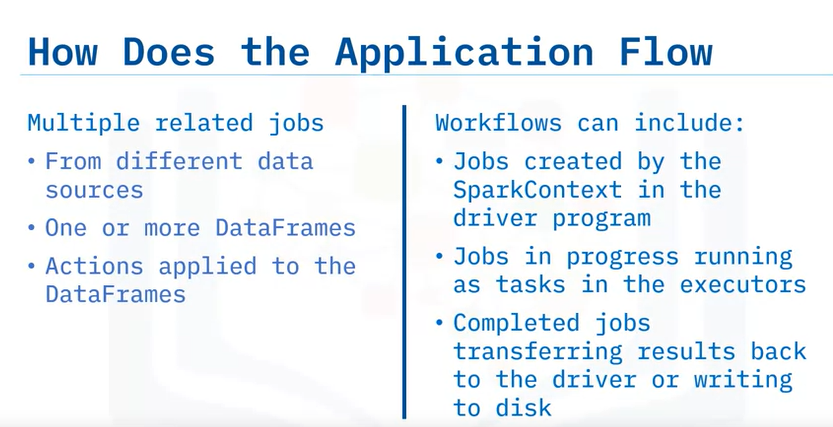 How Does the Application Flow
Multiple related jobs
• From different data
sources
• One or more DataFrames
• Actions applied to the
DataFrames
Workflows can include:
• Jobs created by the
SparkContext in the
driver program
• Jobs in progress running
as tasks in the executors
• Completed jobs
transferring results back
to the driver or writing
to disk